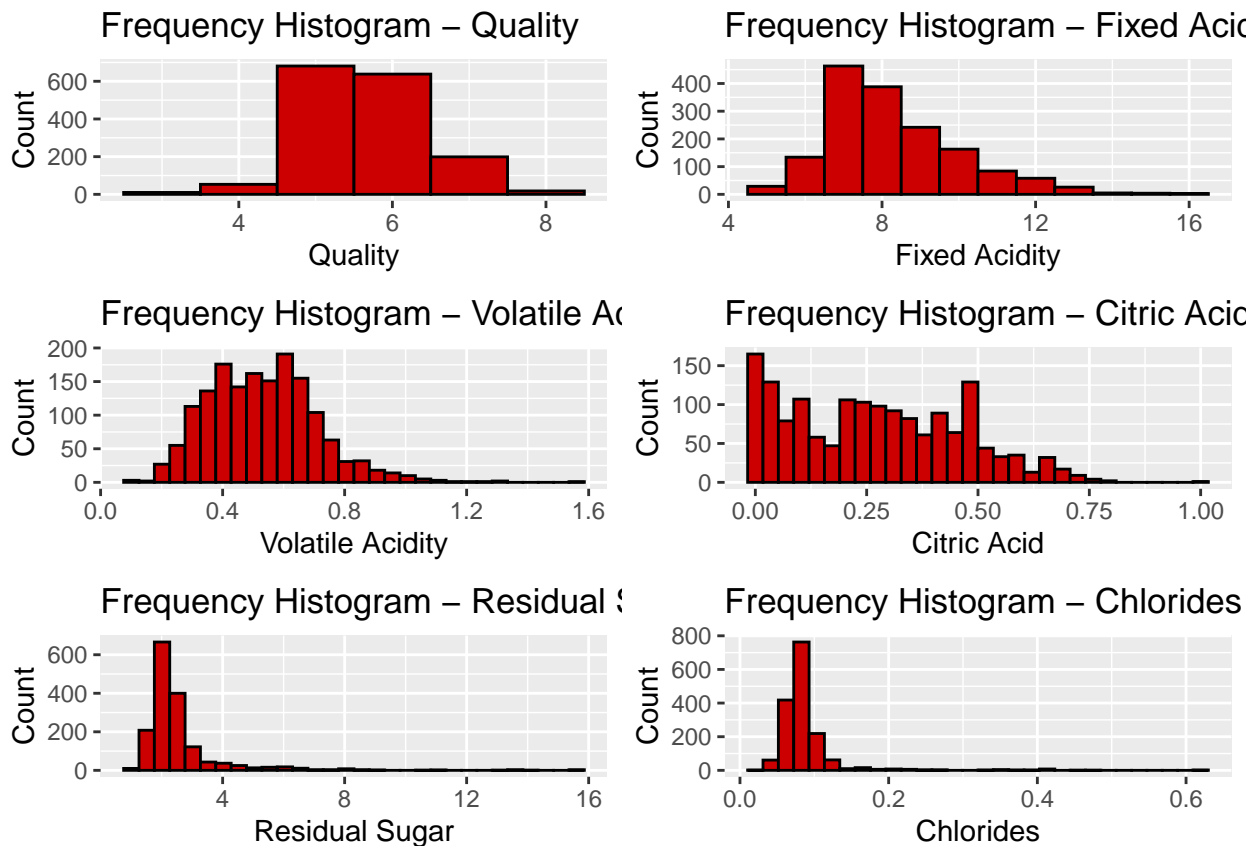 Frequency Histogram – Quality
Count
600
400
200
0
4 6 8
Quality
Frequency Histogram – Fixed Acid
Count
400
300
200
100
0
4 8 12 16
Fixed Acidity
Frequency Histogram – Volatile Ac
Count
200
150
100
50
0
0.0 0.4 0.8 1.2 1.6
Volatile Acidity
Frequency Histogram – Citric Acid
Count
150
100
50
0
0.00 0.25 0.50 0.75 1.00
Citric Acid
Frequency Histogram – Residual S
Count
600
400
200
0
4 8 12 16
Residual Sugar
Frequency Histogram – Chlorides
Count
800
600
400
200
0
0.0 0.2 0.4 0.6
Chlorides